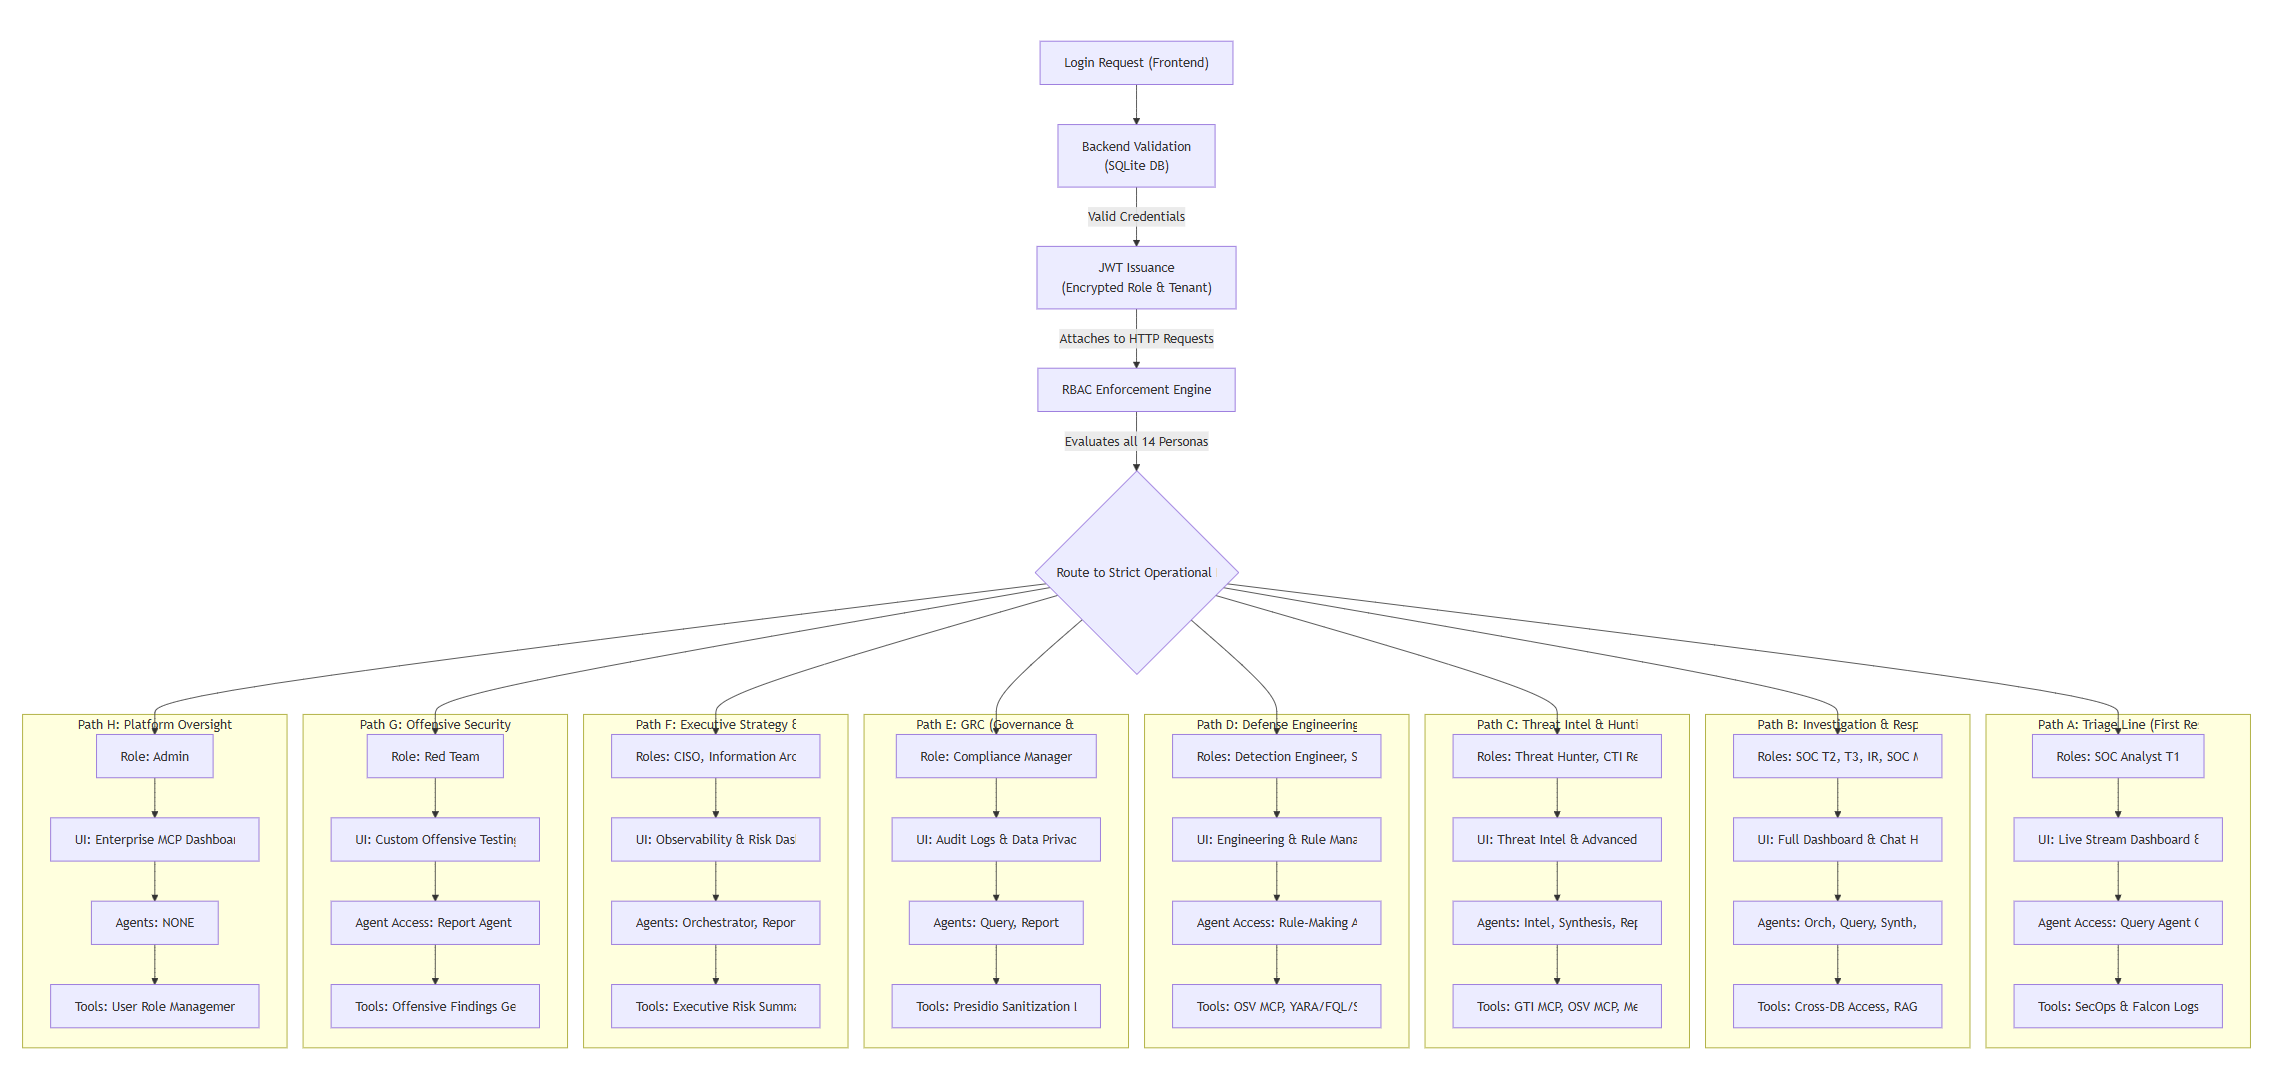 Login Request (Frontend)
Backend Validation
(SQLite DB)
Valid Credentials
JWT Issuance
(Encrypted Role & Tenant)
Attaches to HTTP Requests
RBAC Enforcement Engine
Evaluates all 14 Personas
Route to Strict Operational
Path H: Platform Oversight
Role: Admin
UI: Enterprise MCP Dashboar
Agents: NONE
Tools: User Role Managemen
Path G: Offensive Security
Role: Red Team
UI: Custom Offensive Testing
Agent Access: Report Agent
Tools: Offensive Findings Ge
Path F: Executive Strategy &
Roles: CISO, Information Arc
UI: Observability & Risk Das
Agents: Orchestrator, Repor
Tools: Executive Risk Summa
Path E: GRC (Governance &
Role: Compliance Manager
UI: Audit Logs & Data Privac
Agents: Query, Report
Tools: Presidio Sanitization
Path D: Defense Engineering
Roles: Detection Engineer, S
UI: Engineering & Rule Mana
Agent Access: Rule-Making A
Tools: OSV MCP, YARA/FQL/S
Path C: Threat Intel & Hunti
Roles: Threat Hunter, CTI Re
UI: Threat Intel & Advanced
Agents: Intel, Synthesis, Rep
Tools: GTI MCP, OSV MCP, Me
Path B: Investigation & Resp
Roles: SOC T2, T3, IR, SOC M
UI: Full Dashboard & Chat H
Agents: Orch, Query, Synth,
Tools: Cross-DB Access, RAG
Path A: Triage Line (First Re
Roles: SOC Analyst T1
UI: Live Stream Dashboard &
Agent Access: Query Agent
Tools: SecOps & Falcon Logs